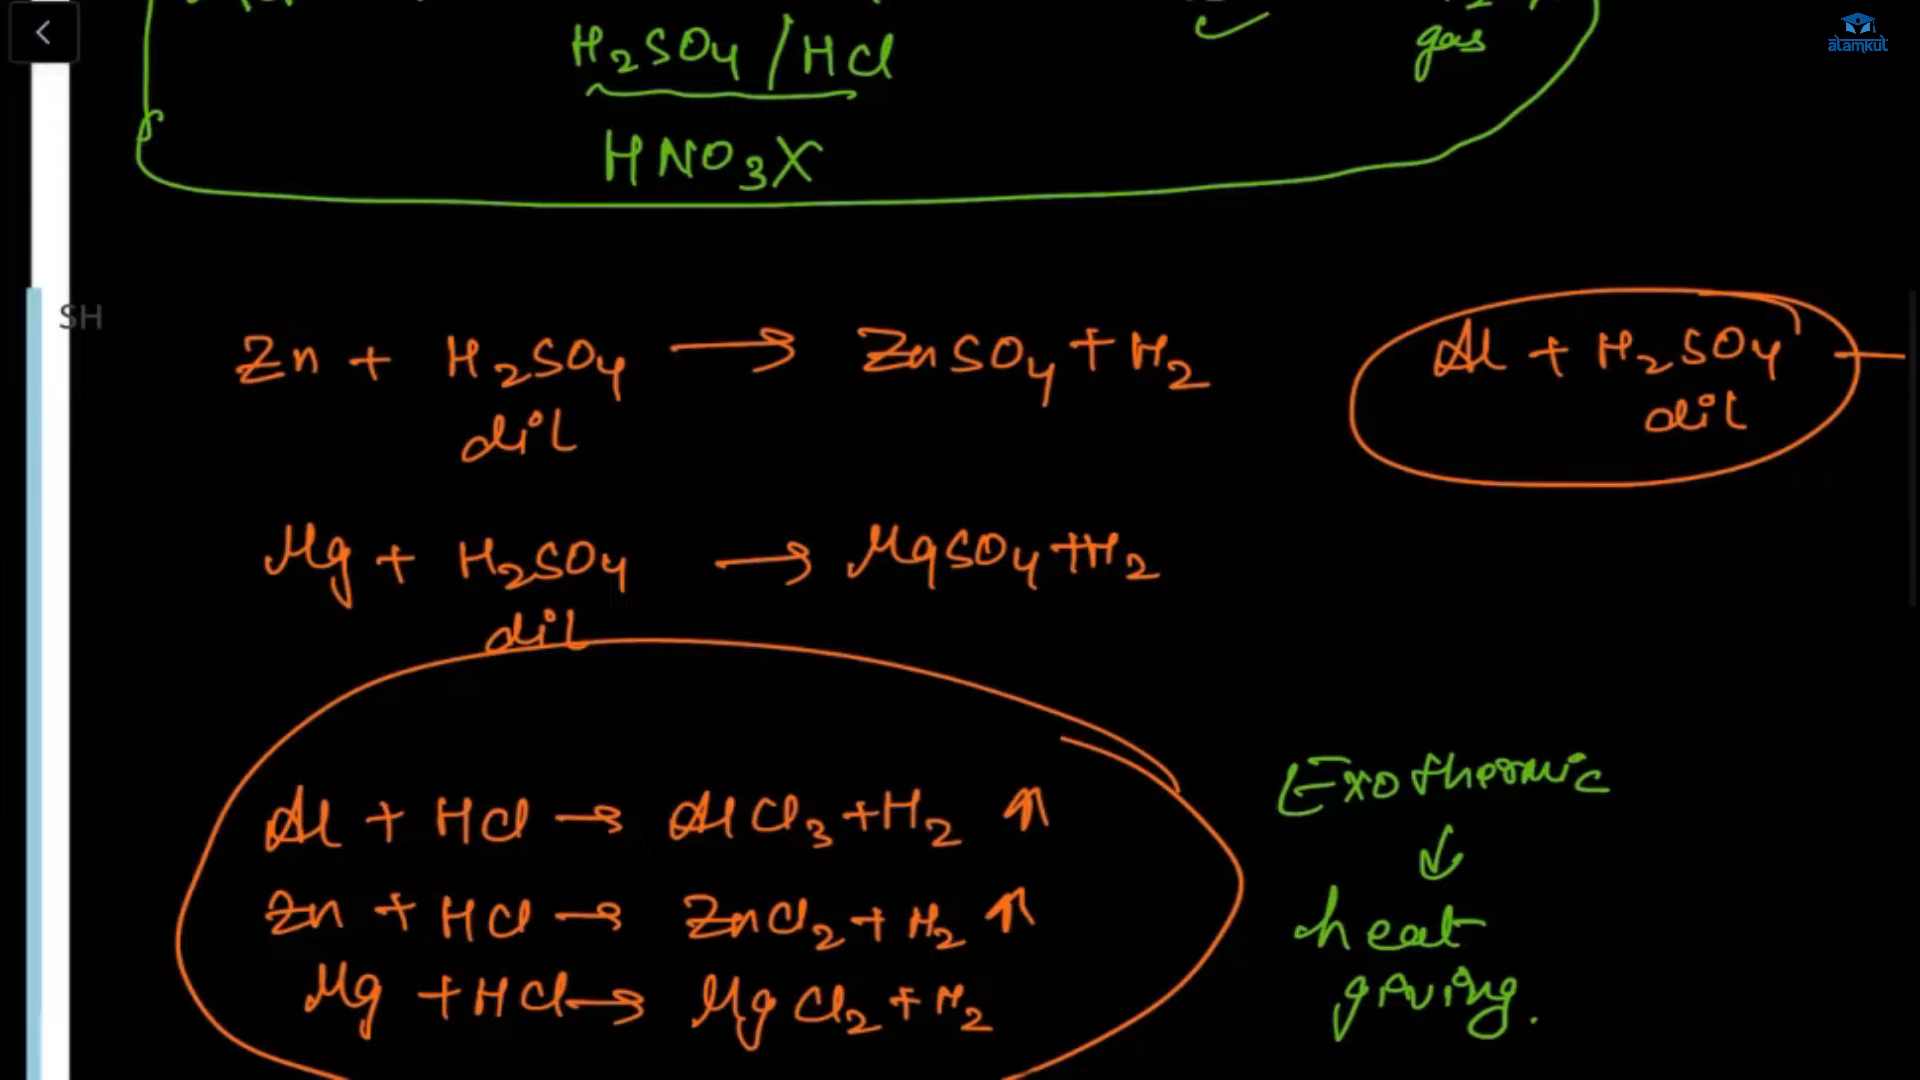 alamkut
H₂SO₄ / HCl
gas
HNO₃ X
SH
Zn + H₂SO₄ → ZnSO₄ + H₂
dil
Al + H₂SO₄
dil
Mg + H₂SO₄ → MgSO₄ + H₂
dil
Al + HCl → AlCl₃ + H₂ ↑
Zn + HCl → ZnCl₂ + H₂ ↑
Mg + HCl → MgCl₂ + H₂
Exothermic
↓
heat
giving.